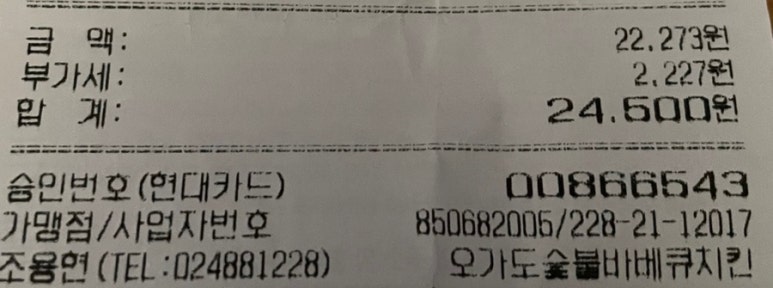 금 액: 22,273원
부가세: 2,227원
합 계: 24,500원
승인번호(현대카드) 00866543
가맹점/사업자번호 850682005/228-21-12017
조용현(TEL:024881228) 오가도숯불바베큐치킨